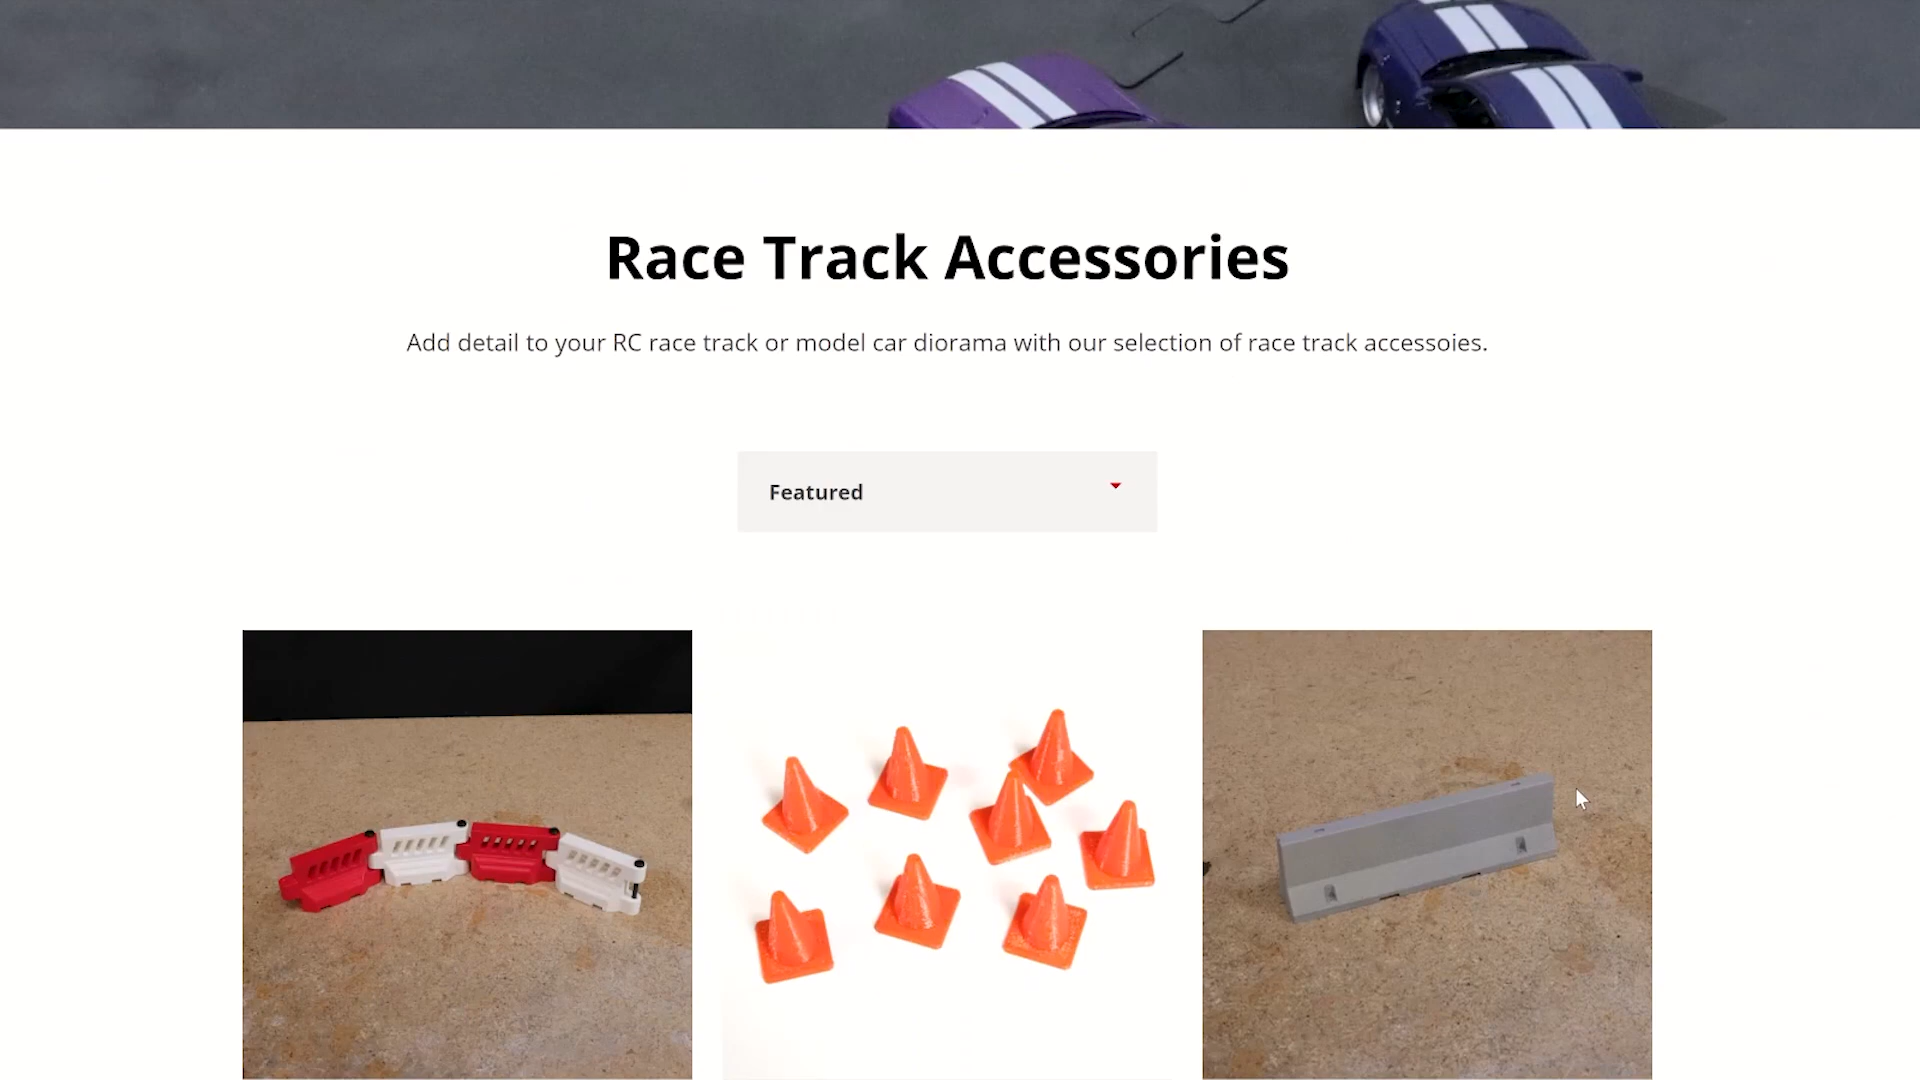 Race Track Accessories
Add detail to your RC race track or model car diorama with our selection of race track accessoies.
Featured